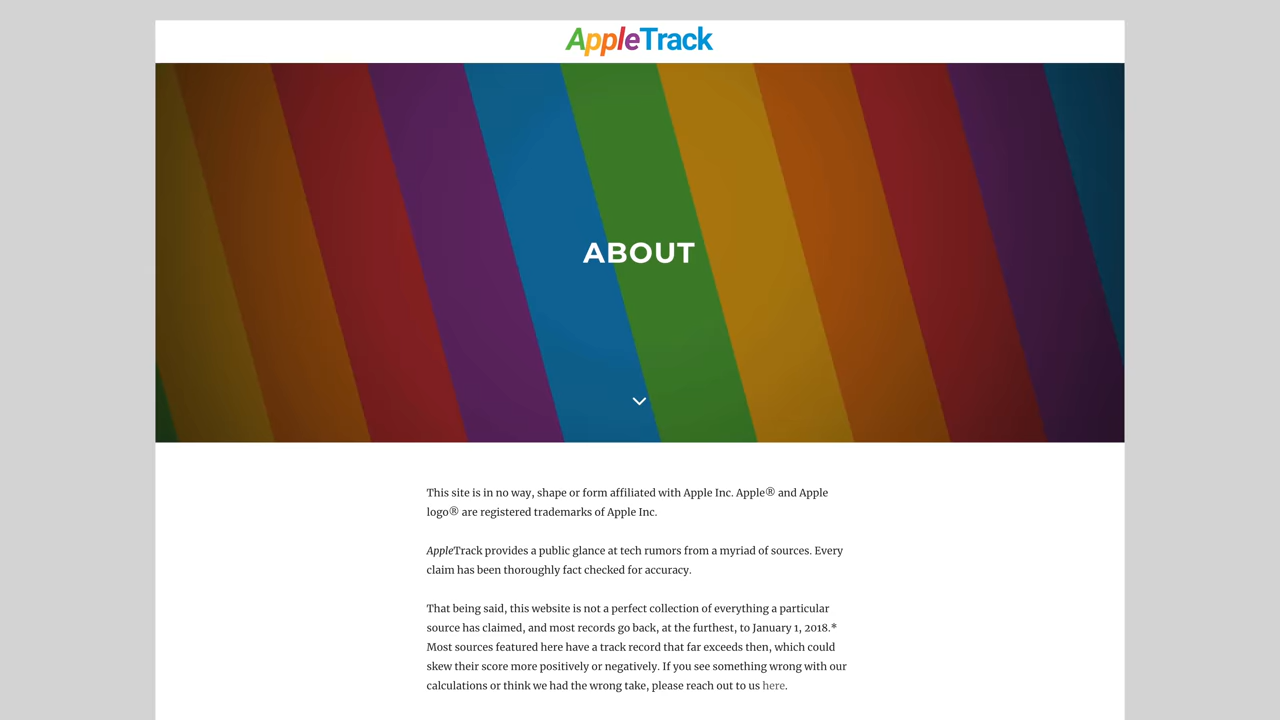 AppleTrack
ABOUT
This site is in no way, shape or form affiliated with Apple Inc. Apple® and Apple
logo® are registered trademarks of Apple Inc.
AppleTrack provides a public glance at tech rumors from a myriad of sources. Every
claim has been thoroughly fact checked for accuracy.
That being said, this website is not a perfect collection of everything a particular
source has claimed, and most records go back, at the furthest, to January 1, 2018.*
Most sources featured here have a track record that far exceeds then, which could
skew their score more positively or negatively. If you see something wrong with our
calculations or think we had the wrong take, please reach out to us here.